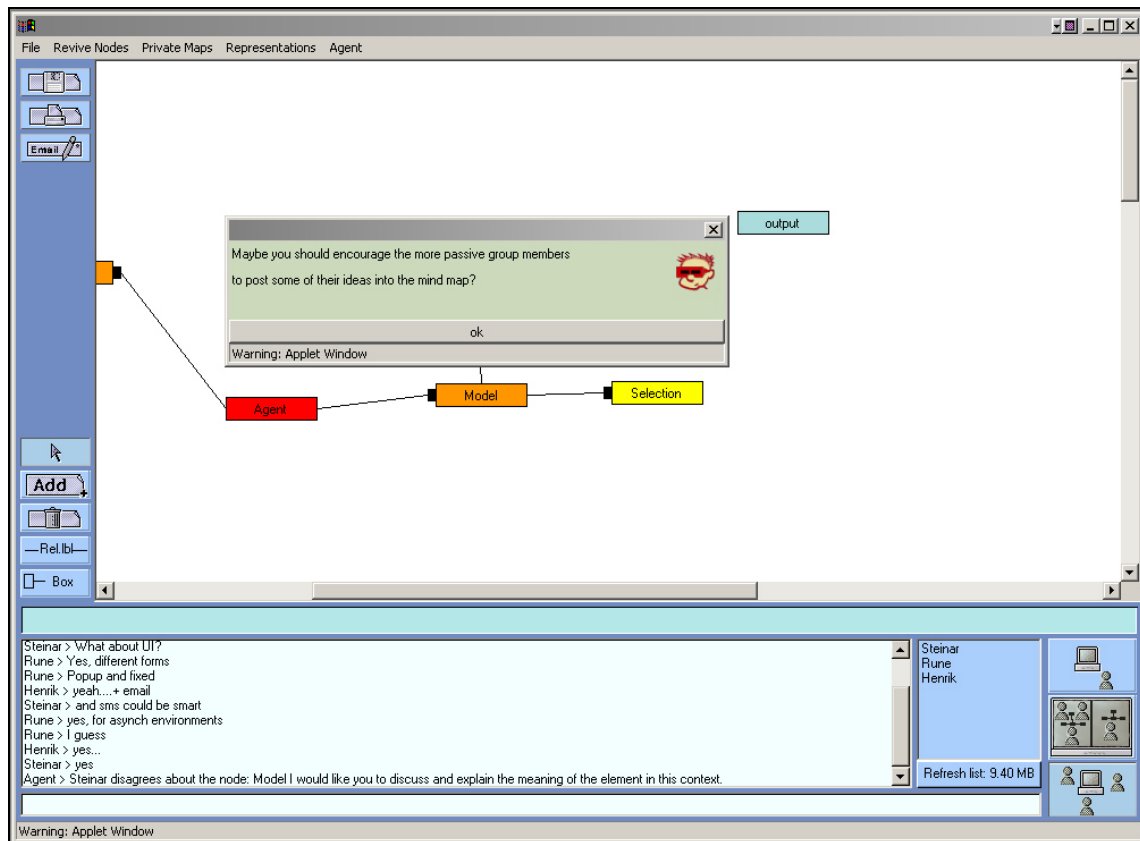 File Revive Nodes Private Maps Representations Agent
Email
output
Maybe you should encourage the more passive group members
to post some of their ideas into the mind map?
ok
Warning: Applet Window
Model
Selection
Agent
Add
Rel.lbl
Box
Steinar > What about UI?
Rune > Yes, different forms
Rune > Popup and fixed
Henrik > yeah....+ email
Steinar > and sms could be smart
Rune > yes, for asynch environments
Rune > I guess
Henrik > yes...
Steinar > yes
Agent > Steinar disagrees about the node: Model I would like you to discuss and explain the meaning of the element in this context.
Steinar
Rune
Henrik
Refresh list: 9.40 MB
Warning: Applet Window